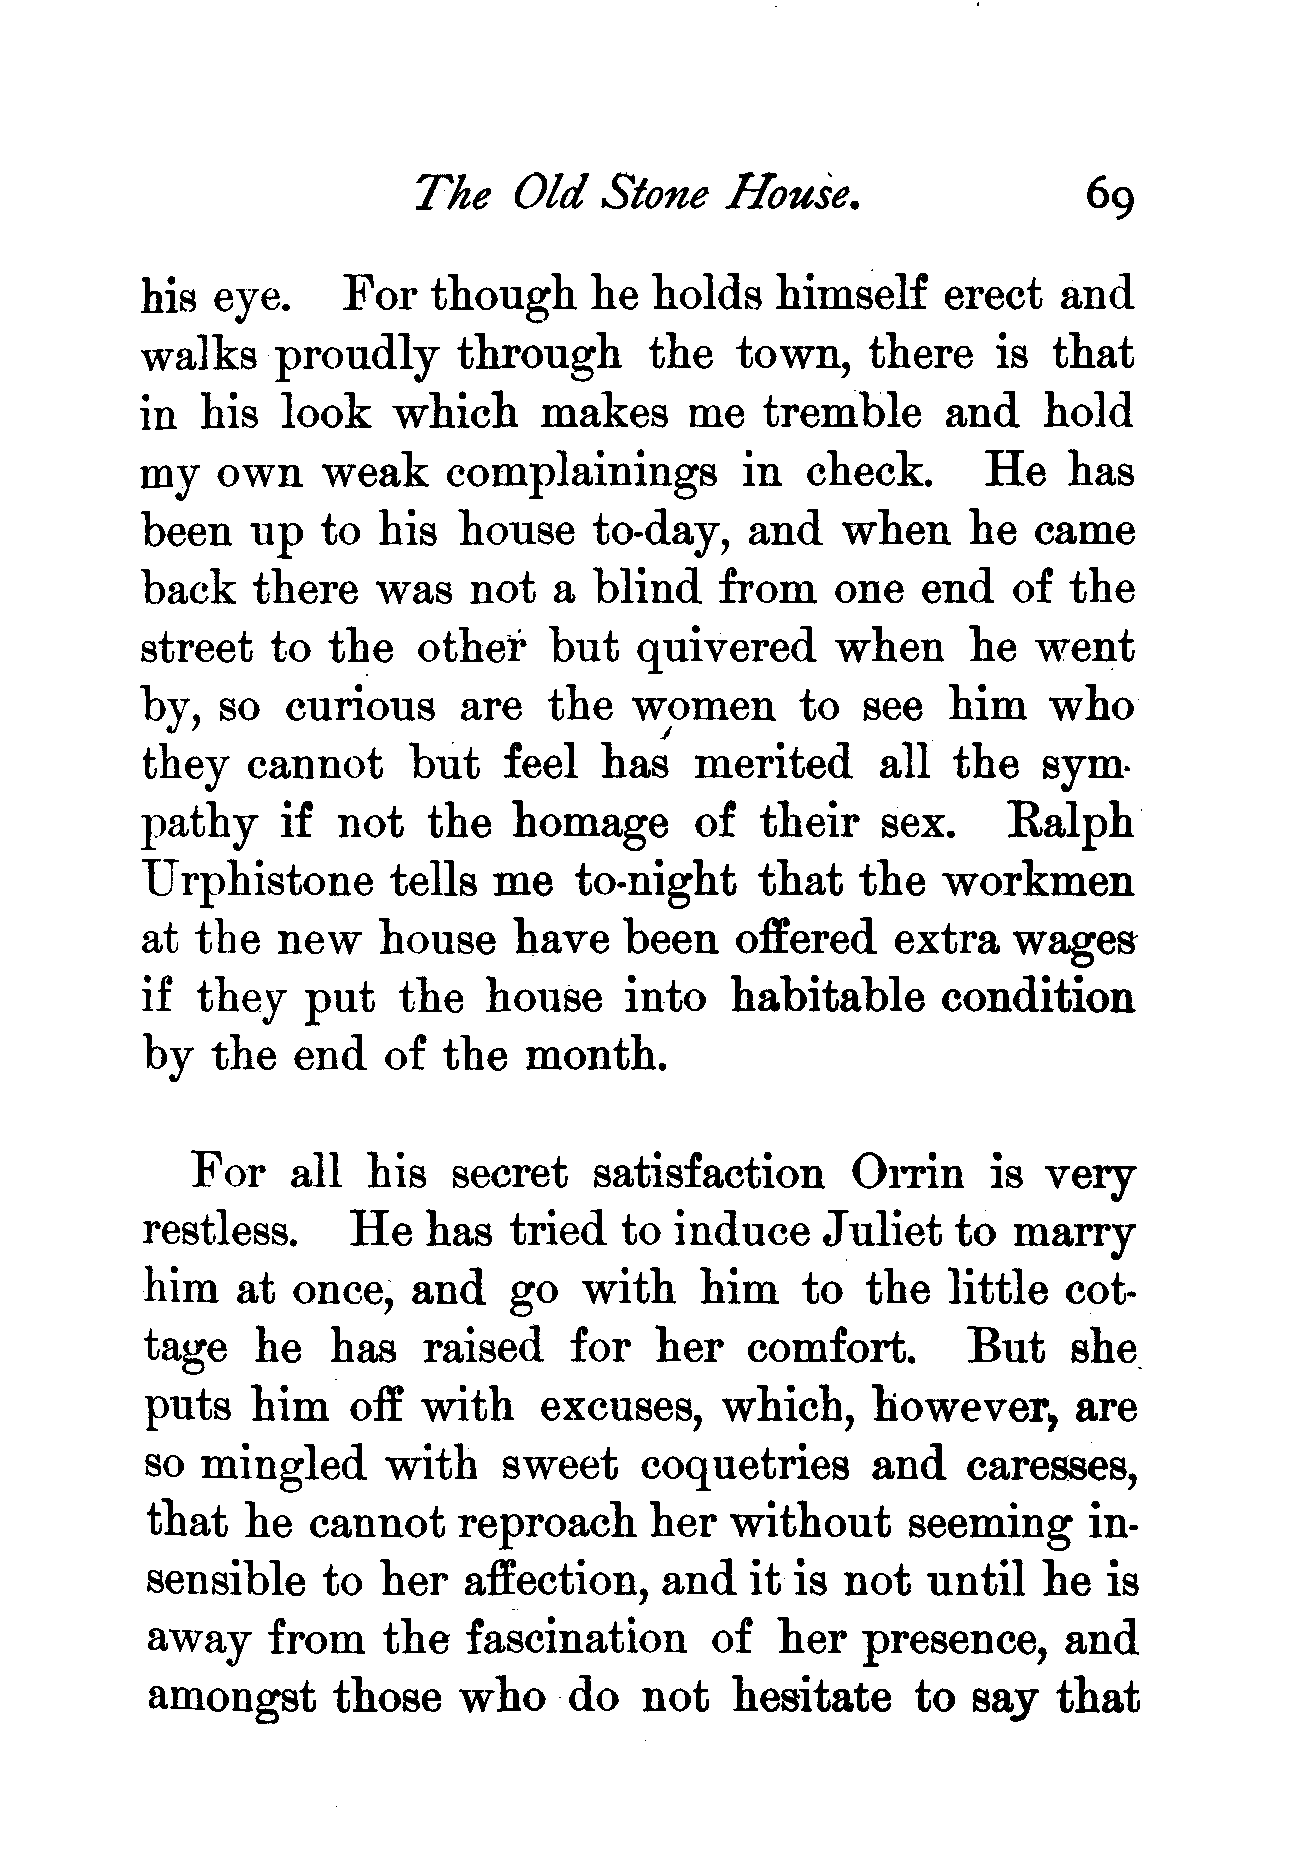 The Old Stone House. 69
his eye. For though he holds himself erect and
walks proudly through the town, there is that
in his look which makes me tremble and hold
my own weak complainings in check. He has
been up to his house to-day, and when he came
back there was not a blind from one end of the
street to the other but quivered when he went
by, so curious are the women to see him who
they cannot but feel has merited all the sym-
pathy if not the homage of their sex. Ralph
Urphistone tells me to-night that the workmen
at the new house have been offered extra wages
if they put the house into habitable condition
by the end of the month.
For all his secret satisfaction Orrin is very
restless. He has tried to induce Juliet to marry
him at once, and go with him to the little cot-
tage he has raised for her comfort. But she
puts him off with excuses, which, however, are
so mingled with sweet coquetries and caresses,
that he cannot reproach her without seeming in-
sensible to her affection, and it is not until he is
away from the fascination of her presence, and
amongst those who do not hesitate to say that